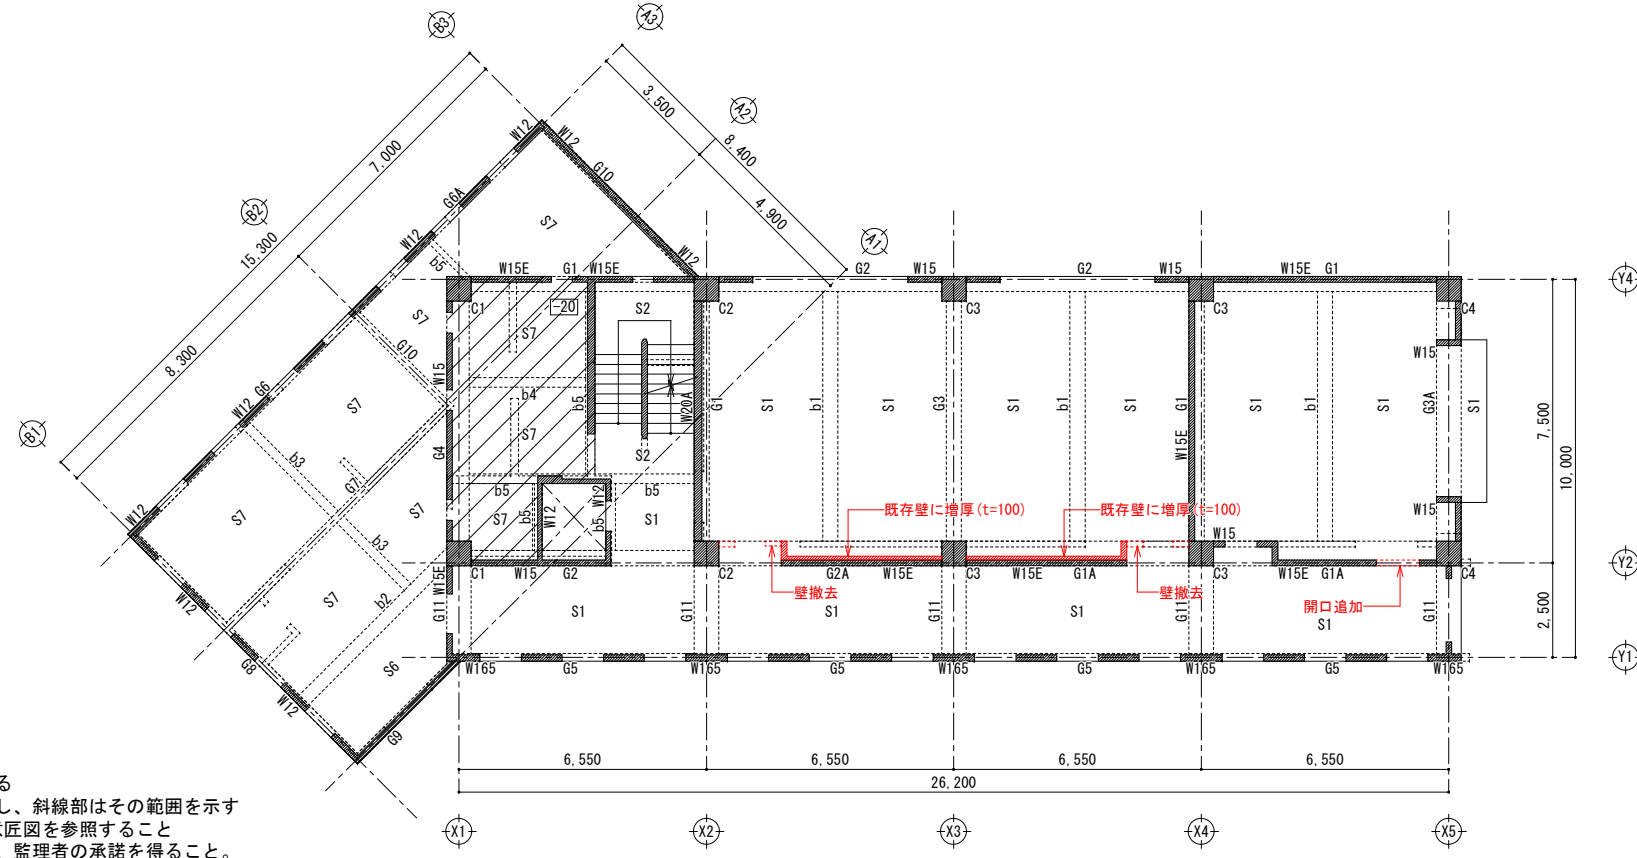 B3
A3
3,500
A2
8,400
7,000
W12
W12
G10
4,900
G6A
S7
B2
15,300
W12
b5
W12
A1
W15E
G1
W15E
G2
W15
G2
W15
W15E
G1
Y4
C1
-20
S7
S2
C2
C3
C3
C4
S7
G10
8,300
W15
W15
G6
W12
S7
b4
b5
W20A
G1
S1
b1
S1
G3
S1
b1
S1
G1
S1
b1
S1
G3A
S1
7,500
B1
S7
G4
W15E
10,000
b3
S2
G7
S7
b5
S7
b5
W12
b5
W12
b5
S1
既存壁に増厚(t=100)
既存壁に増厚(t=100)
W15
W12
S7
b3
W15
C1
W15
G2
C2
G2A
W15E
C3
W15E
G1A
C3
W15E
G1A
C4
Y2
W15E
壁撤去
壁撤去
開口追加
W12
S7
b2
G11
S1
G11
S1
G11
S1
G11
S1
G11
2,500
G8
S6
W165
G5
W165
G5
W165
G5
W165
G5
W165
Y1
W12
G9
6,550
6,550
6,550
6,550
26,200
る
し、斜線部はその範囲を示す
意匠図を参照すること
、監理者の承諾を得ること。
X1
X2
X3
X4
X5